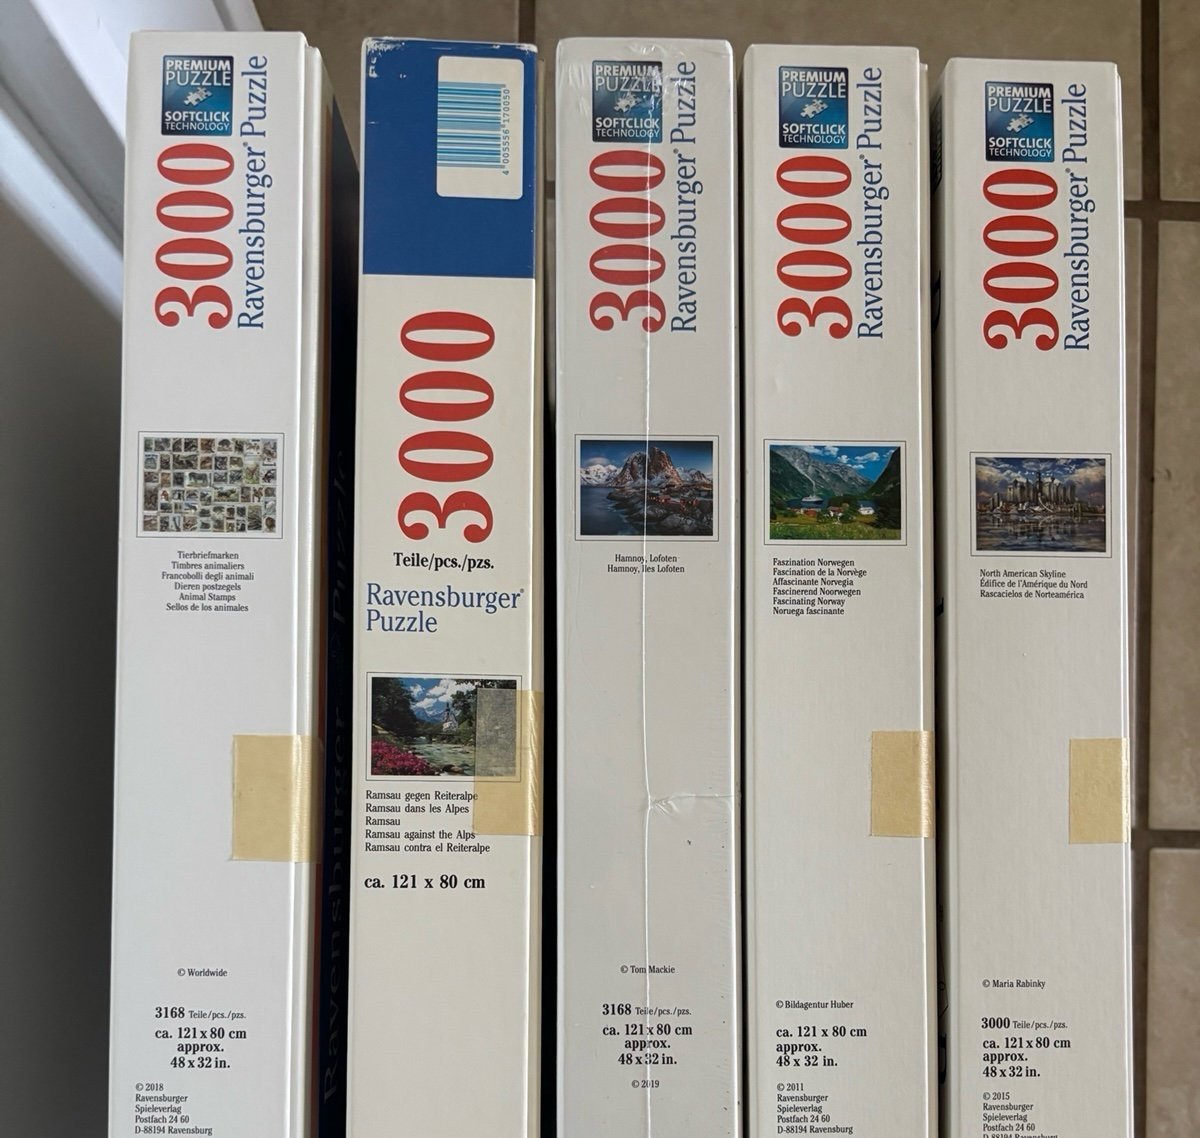 PREMIUM
PUZZLE
SOFTCLICK
TECHNOLOGY
3000
Ravensburger® Puzzle
Tierbriefmarken
Timbres animaliers
Francobolli degli animali
Dieren postzegels
Animal Stamps
Sellos de los animales
© Worldwide
3168 Teile/pcs./pzs.
ca. 121 x 80 cm
approx.
48 x 32 in.
© 2018
Ravensburger
Spieleverlag
Postfach 24 60
D-88194 Ravensburg
Ravensburger Puzzle
4 005556 170050
3000
Teile/pcs./pzs.
Ravensburger®
Puzzle
Ramsau gegen Reiteralpe
Ramsau dans les Alpes
Ramsau
Ramsau against the Alps
Ramsau contra el Reiteralpe
ca. 121 x 80 cm
PREMIUM
PUZZLE
SOFTCLICK
TECHNOLOGY
3000
Ravensburger® Puzzle
Hamnoy, Lofoten
Hamnoy, Iles Lofoten
© Tom Mackie
3168 Teile/pcs./pzs.
ca. 121 x 80 cm
approx.
48 x 32 in.
© 2019
PREMIUM
PUZZLE
SOFTCLICK
TECHNOLOGY
3000
Ravensburger® Puzzle
Faszination Norwegen
Fascination de la Norvège
Affascinante Norvegia
Fascinerend Noorwegen
Fascinating Norway
Noruega fascinante
© Bildagentur Huber
ca. 121 x 80 cm
approx.
48 x 32 in.
© 2011
Ravensburger
Spieleverlag
Postfach 24 60
D-88194 Ravensburg
PREMIUM
PUZZLE
SOFTCLICK
TECHNOLOGY
3000
Ravensburger® Puzzle
North American Skyline
Édifice de l'Amérique du Nord
Rascacielos de Norteamérica
© Maria Rabinky
3000 Teile/pcs./pzs.
ca. 121 x 80 cm
approx.
48 x 32 in.
© 2015
Ravensburger
Spieleverlag
Postfach 24 60
D-88194 Ravensburg